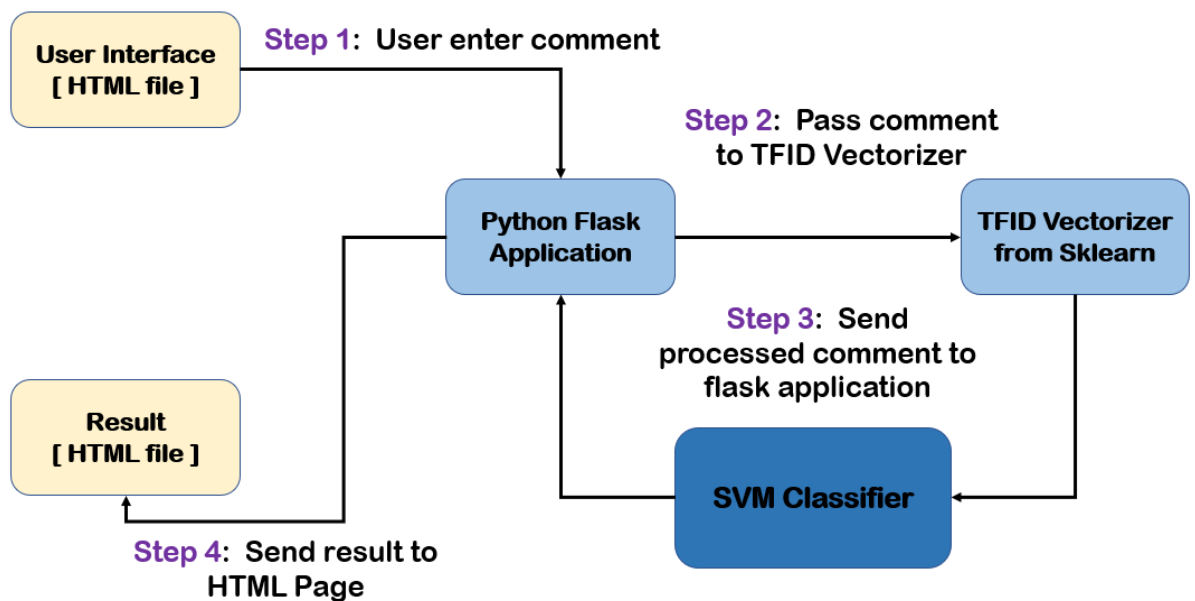 User Interface
[ HTML file ]
Step 1: User enter comment
Step 2: Pass comment
to TFID Vectorizer
Python Flask
Application
TFID Vectorizer
from Sklearn
Step 3: Send
processed comment to
flask application
Result
[ HTML file ]
SVM Classifier
Step 4: Send result to
HTML Page